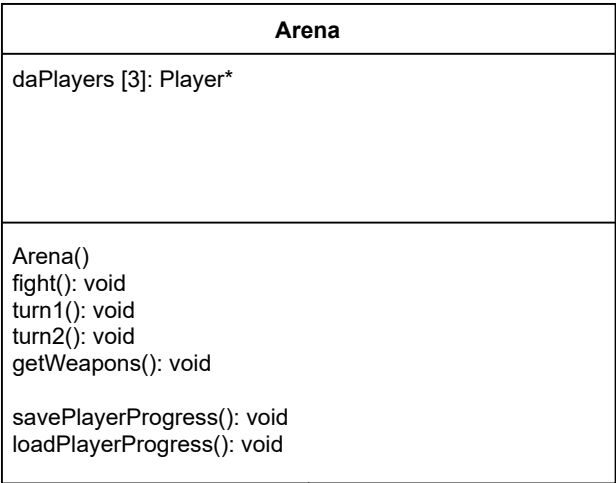 Arena
daPlayers [3]: Player*
Arena()
fight(): void
turn1(): void
turn2(): void
getWeapons(): void
savePlayerProgress(): void
loadPlayerProgress(): void